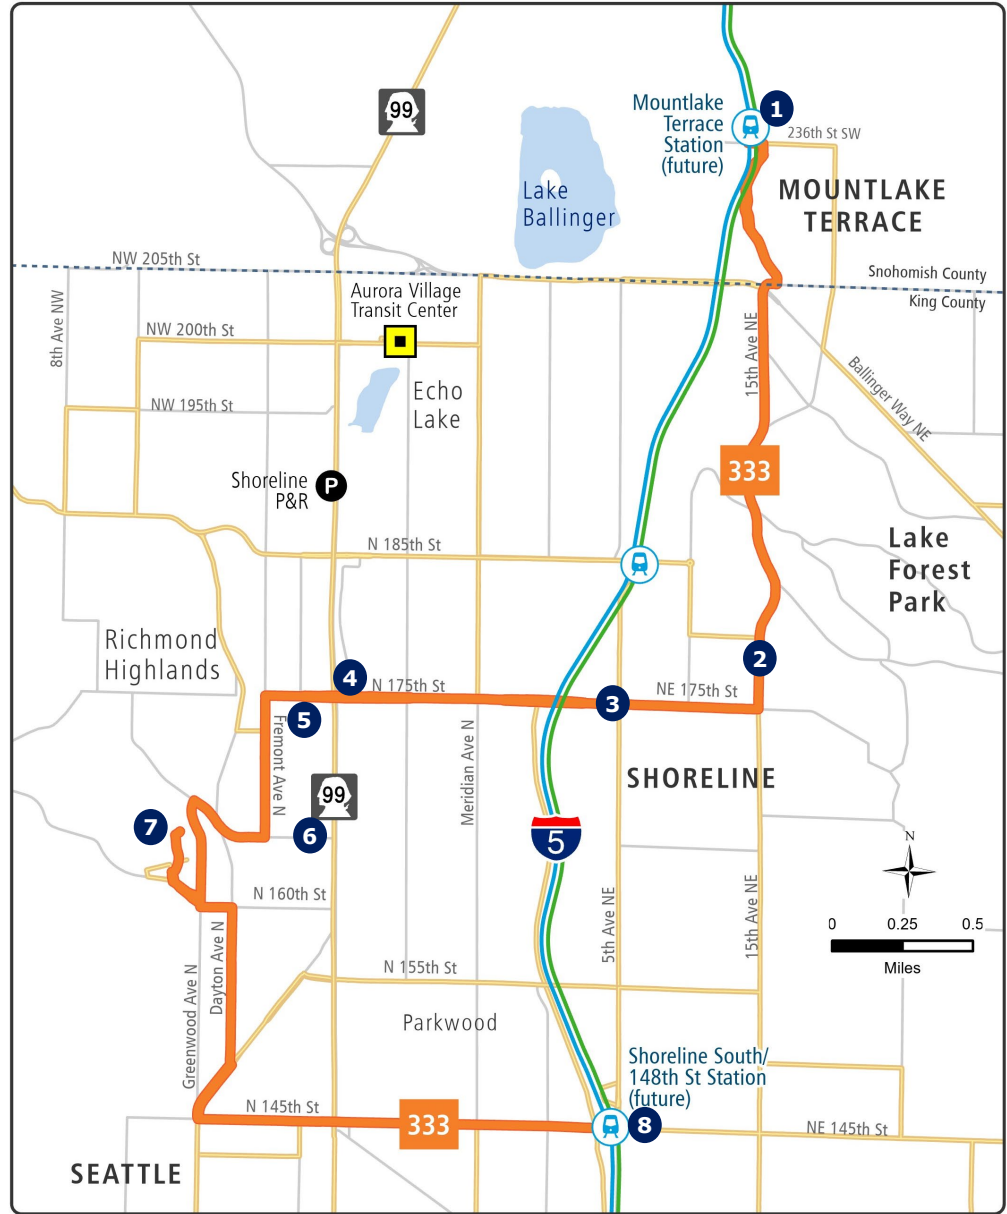 99
Mountlake
Terrace
Station
(future)
1
236th St SW
MOUNTLAKE
TERRACE
Lake
Ballinger
NW 205th St
Snohomish County
King County
8th Ave NW
Aurora Village
Transit Center
NW 200th St
15th Ave NE
Ballinger Way NE
Echo
Lake
NW 195th St
333
Shoreline
P&R
P
N 185th St
Lake
Forest
Park
Richmond
Highlands
2
4
N 175th St
NE 175th St
3
5
Fremont Ave N
Meridian Ave N
SHORELINE
99
7
6
5
N
N 160th St
5th Ave NE
15th Ave NE
0
0.25
0.5
Miles
Dayton Ave N
Greenwood Ave N
N 155th St
Parkwood
Shoreline South/
148th St Station
(future)
N 145th St
333
8
NE 145th St
SEATTLE